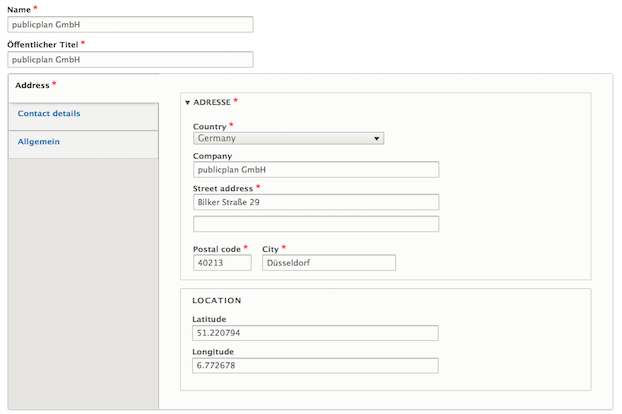 Name *
publicplan GmbH
Öffentlicher Titel *
publicplan GmbH
Address *
Contact details
Allgemein
ADRESSE *
Country *
Germany
Company
publicplan GmbH
Street address *
Bilker Straße 29
Postal code * City *
40213 Düsseldorf
LOCATION
Latitude
51.220794
Longitude
6.772678